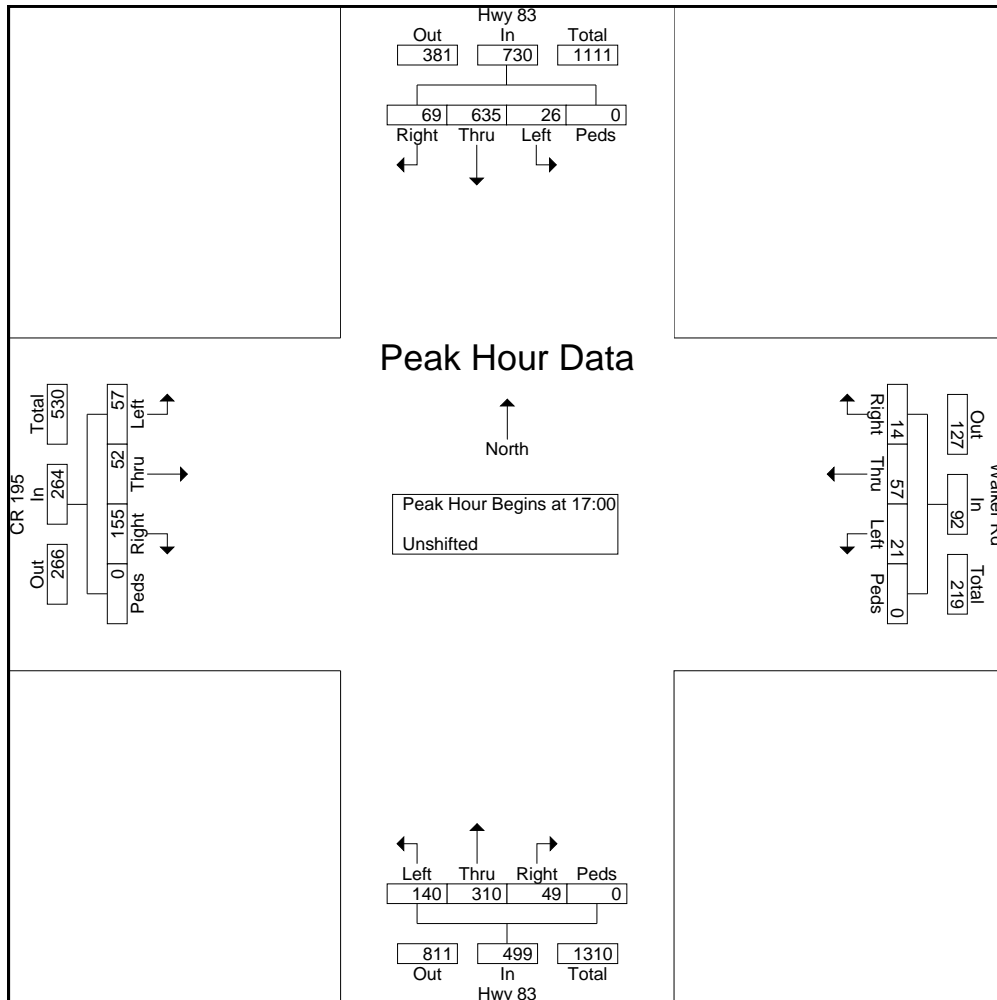 Hwy 83
Out In Total
381 730 1111
69 635 26 0
Right Thru Left Peds
Peak Hour Data
North
Peak Hour Begins at 17:00
Unshifted
CR 195
Total In Out
530 264 266
57 52 155 0
Left Thru Right Peds
Walker Rd
Out In Total
127 92 219
14 57 21 0
Right Thru Left Peds
Left Thru Right Peds
140 310 49 0
811 499 1310
Out In Total
Hwy 83